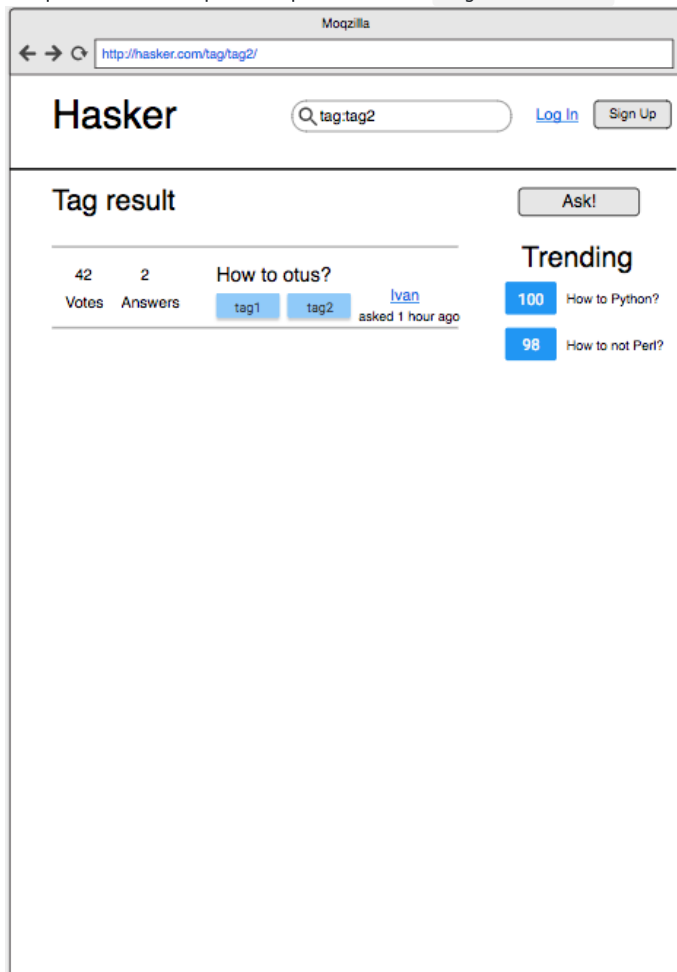 Moqzilla
http://hasker.com/tag/tag2/
Hasker
tag:tag2
Log In
Sign Up
Tag result
Ask!
42
2
How to otus?
Votes
Answers
tag1
tag2
Ivan
asked 1 hour ago
Trending
100
How to Python?
98
How to not Perl?